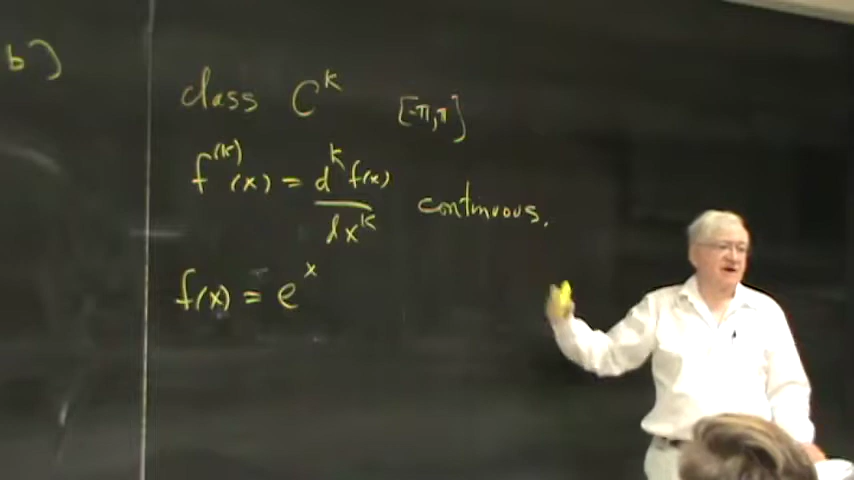 b)
class C^k [-π,π]
f^(k)(x) = d^k f(x) / dx^k continuous.
f(x) = e^x